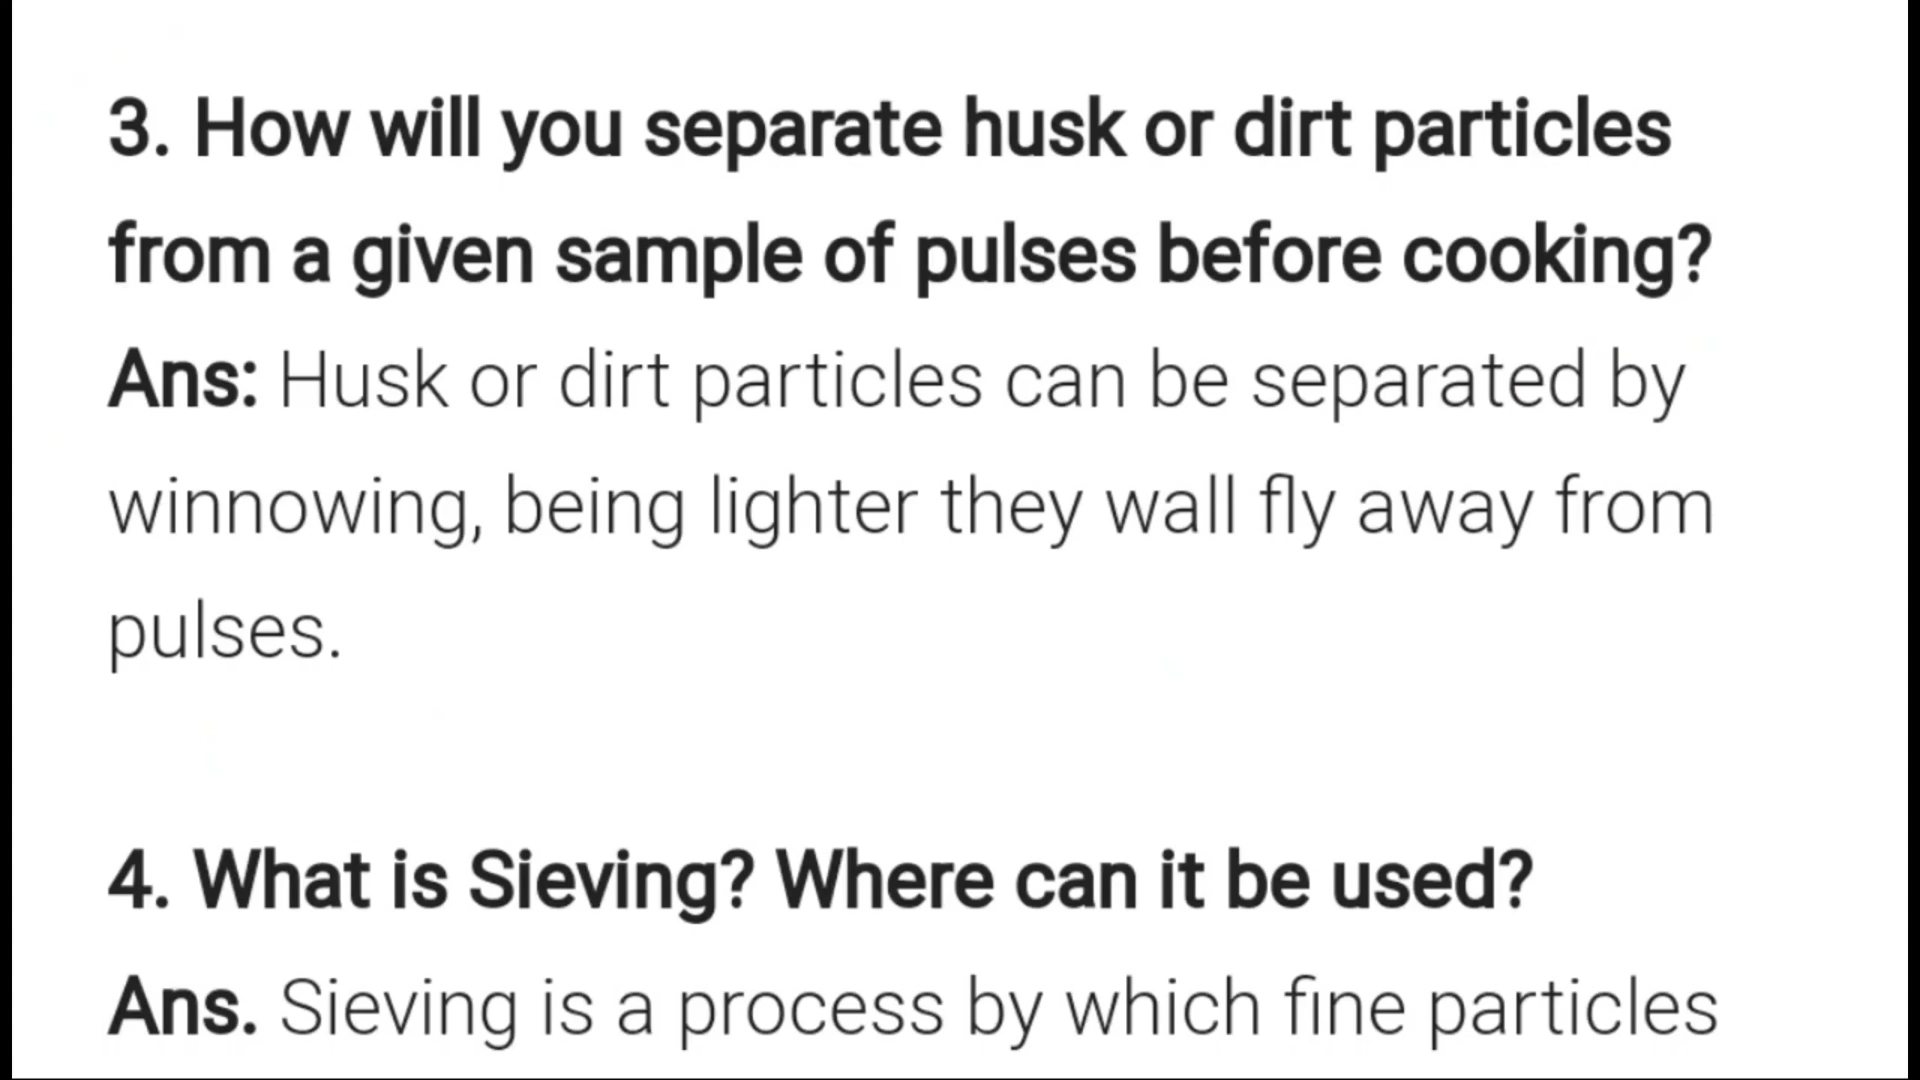 3. How will you separate husk or dirt particles
from a given sample of pulses before cooking?
Ans: Husk or dirt particles can be separated by
winnowing, being lighter they wall fly away from
pulses.
4. What is Sieving? Where can it be used?
Ans. Sieving is a process by which fine particles